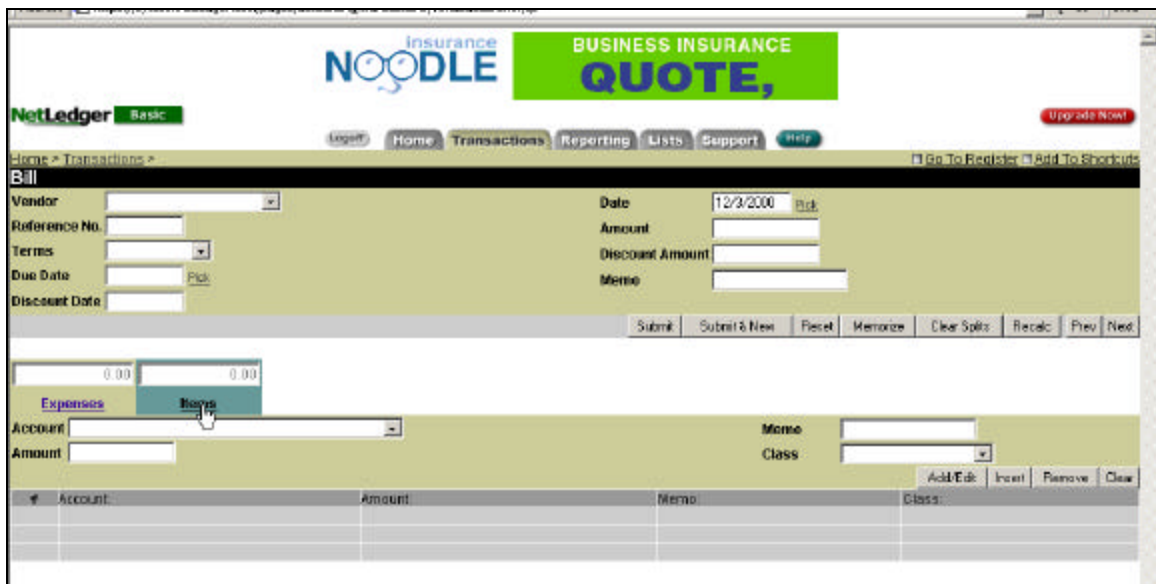 insurance
NOODLE
BUSINESS INSURANCE
QUOTE,
NetLedger Basic
Upgrade Now!
Logoff Home Transactions Reporting Lists Support Help
Home > Transactions >
Go To Register Add To Shortcuts
Bill
Vendor
Date 12/3/2000 Pick
Reference No.
Amount
Terms
Discount Amount
Due Date Pick
Memo
Discount Date
Submit Submit & New Reset Memorize Clear Splits Recalc Prev Next
0.00 0.00
Expenses Items
Account
Memo
Amount
Class
Add/Edit Insert Remove Clear
Account: Amount: Memo: Class: